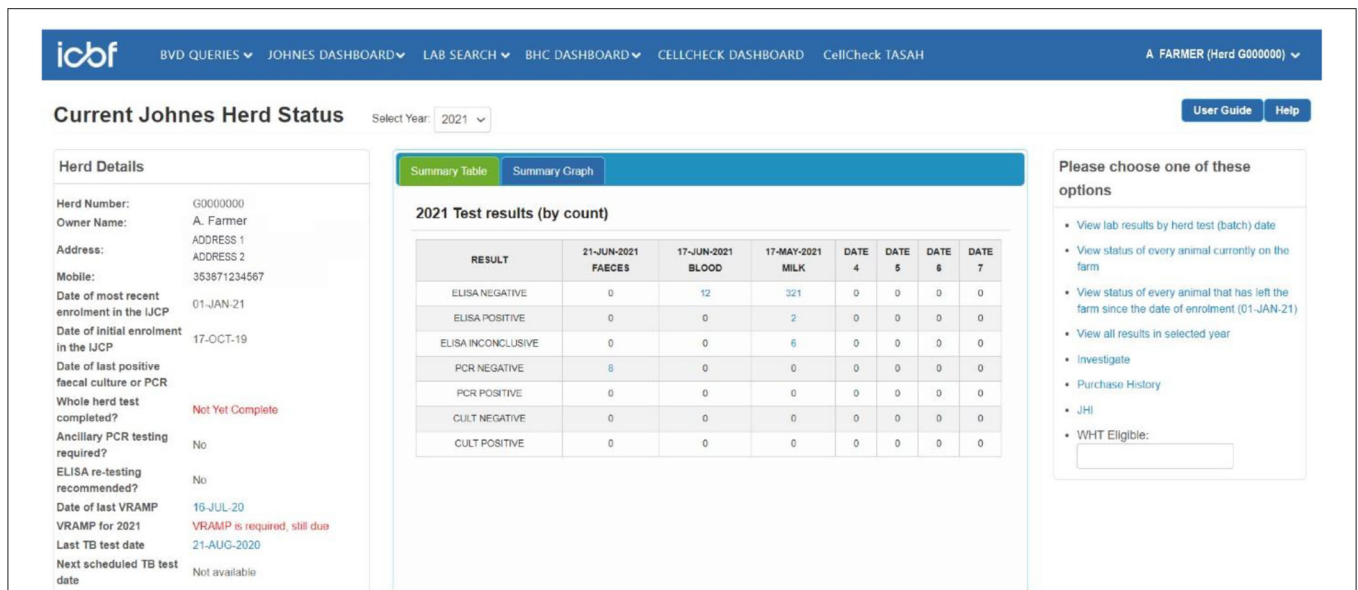 icbf
BVD QUERIES JOHNES DASHBOARD LAB SEARCH BHC DASHBOARD CELLCHECK DASHBOARD CellCheck TASAH A FARMER (Herd G000000)
Current Johnes Herd Status Select Year: 2021 User Guide Help
Herd Details
Herd Number: G0000000
Owner Name: A. Farmer
Address: ADDRESS 1
ADDRESS 2
Mobile: 353871234567
Date of most recent
enrolment in the IJCP 01-JAN-21
Date of initial enrolment
in the IJCP 17-OCT-19
Date of last positive
faecal culture or PCR
Whole herd test
completed? Not Yet Complete
Ancillary PCR testing
required? No
ELISA re-testing
recommended? No
Date of last VRAMP 16-JUL-20
VRAMP for 2021 VRAMP is required, still due
Last TB test date 21-AUG-2020
Next scheduled TB test
date Not available
Summary Table Summary Graph
2021 Test results (by count)
RESULT 21-JUN-2021 FAECES 17-JUN-2021 BLOOD 17-MAY-2021 MILK DATE 4 DATE 5 DATE 6 DATE 7
ELISA NEGATIVE 0 12 321 0 0 0 0
ELISA POSITIVE 0 0 2 0 0 0 0
ELISA INCONCLUSIVE 0 0 6 0 0 0 0
PCR NEGATIVE 8 0 0 0 0 0 0
PCR POSITIVE 0 0 0 0 0 0 0
CULT NEGATIVE 0 0 0 0 0 0 0
CULT POSITIVE 0 0 0 0 0 0 0
Please choose one of these
options
• View lab results by herd test (batch) date
• View status of every animal currently on the
farm
• View status of every animal that has left the
farm since the date of enrolment (01-JAN-21)
• View all results in selected year
• Investigate
• Purchase History
• JHI
• WHT Eligible: